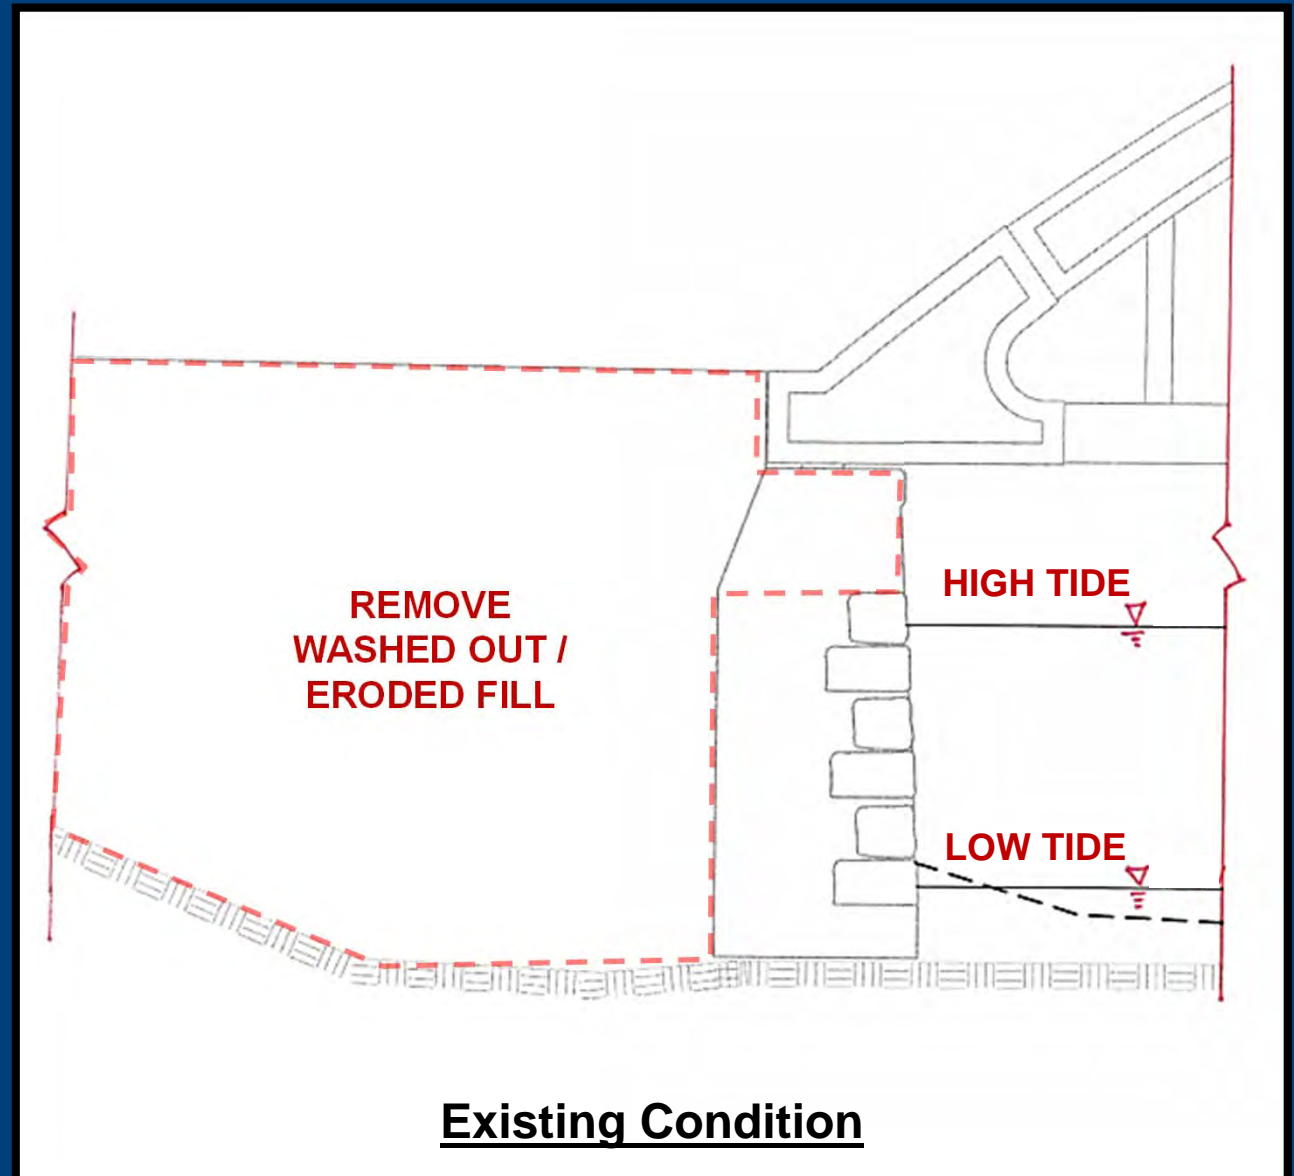 HIGH TIDE
REMOVE
WASHED OUT /
ERODED FILL
LOW TIDE
Existing Condition